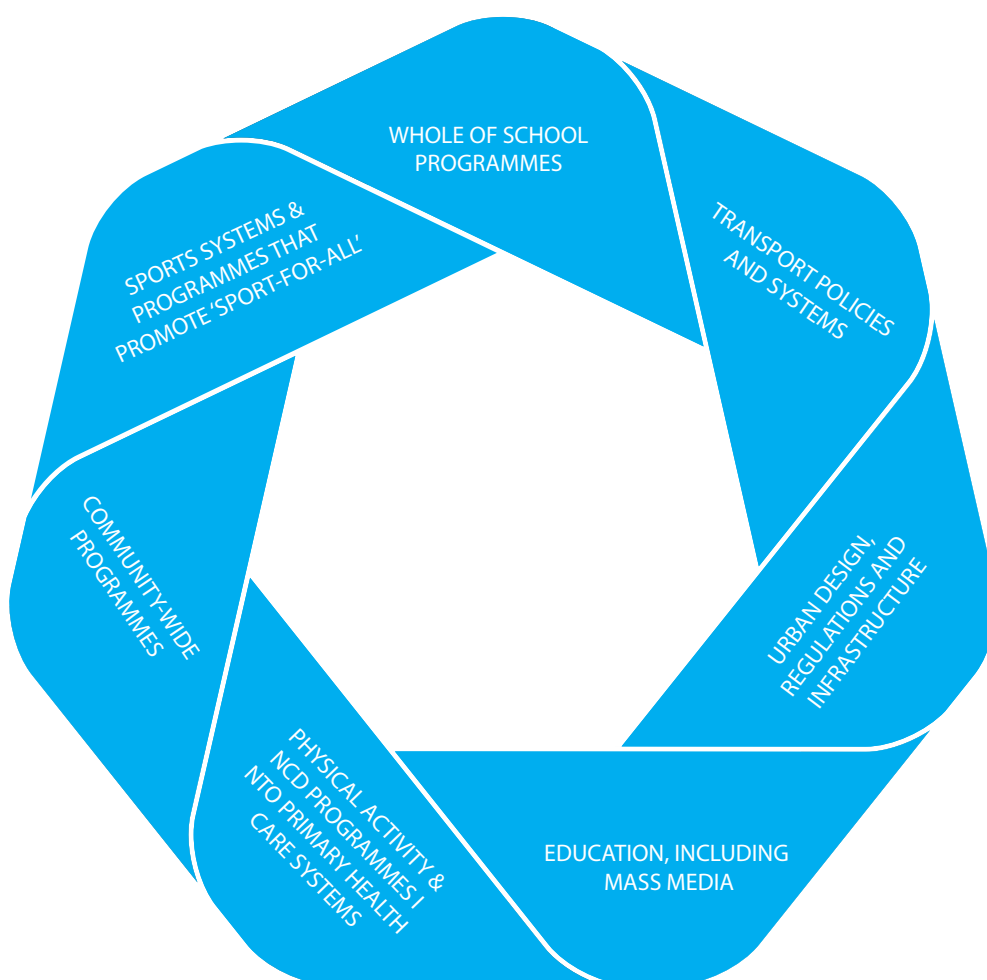 WHOLE OF SCHOOL
PROGRAMMES
TRANSPORT POLICIES
AND SYSTEMS
URBAN DESIGN,
REGULATIONS AND
INFRASTRUCTURE
EDUCATION, INCLUDING
MASS MEDIA
PHYSICAL ACTIVITY &
NCD PROGRAMMES I
NTO PRIMARY HEALTH
CARE SYSTEMS
COMMUNITY-WIDE
PROGRAMMES
SPORTS SYSTEMS &
PROGRAMMES THAT
PROMOTE ‘SPORT-FOR-ALL’